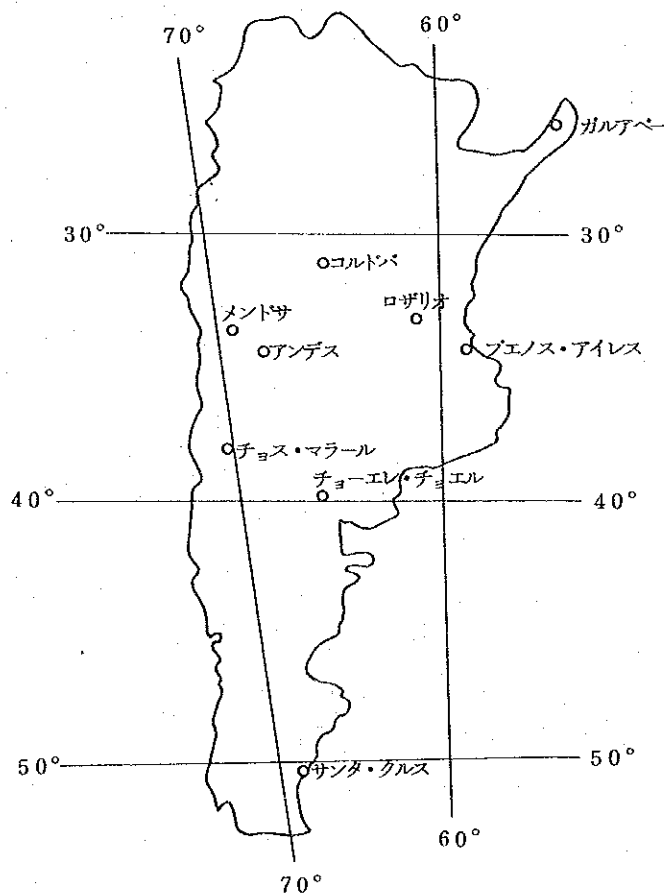 70°
60°
ガルアペー
30°
30°
コルドバ
ロザリオ
メンドサ
アンデス
ブエノス・アイレス
チョス・マラール
チョーエレ・チョエル
40°
40°
50°
50°
サンタ・クルス
60°
70°